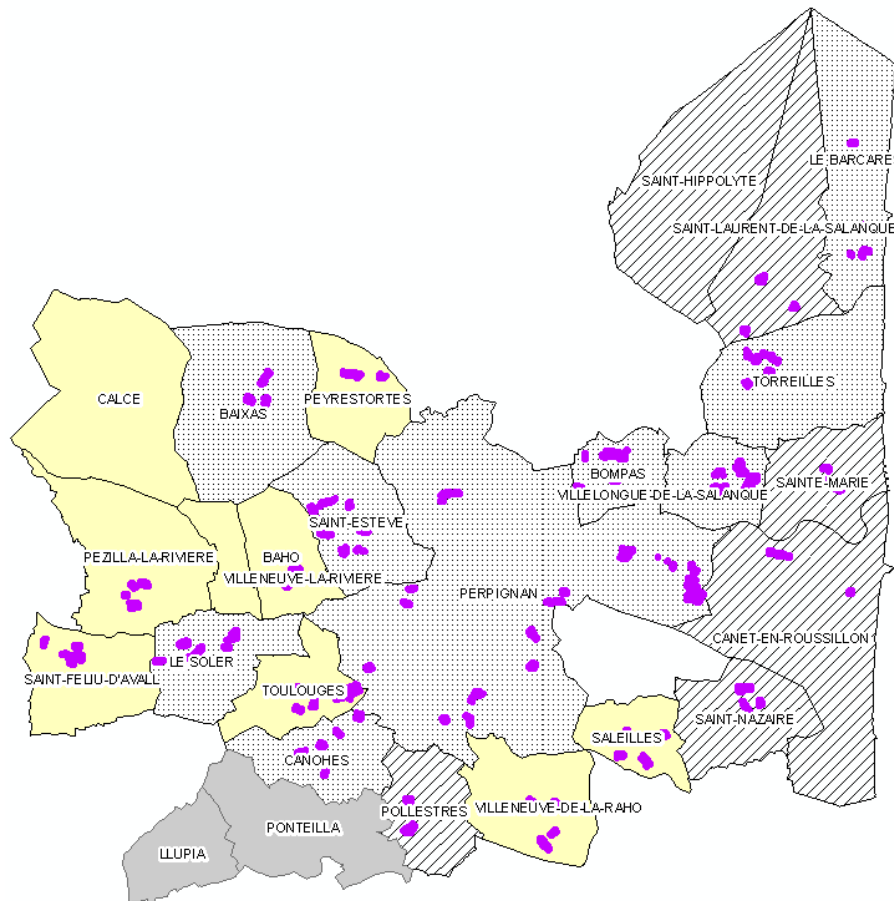 LE BARCARE
SAINT-HIPPOLYTE
SAINT-LAURENT-DE-LA-SALANQUE
TORREILLES
CALCE
PEYRESTORTES
BAIXAS
BOMPAS
SAINTE-MARIE
VILLELONGUE-DE-LA-SALANQUE
SAINT-ESTEVE
PEZILLA-LA-RIVIERE
BAHO
VILLENEUVE-LA-RIVIERE
PERPIGNAN
CANET-EN-ROUSSILLON
LE SOLER
SAINT-FELIU-D'AVALL
TOULOUGES
SAINT-NAZAIRE
SALEILLES
CANOHES
VILLENEUVE-DE-LA-RAHO
POLLESTRES
PONTEILLA
LLUPIA